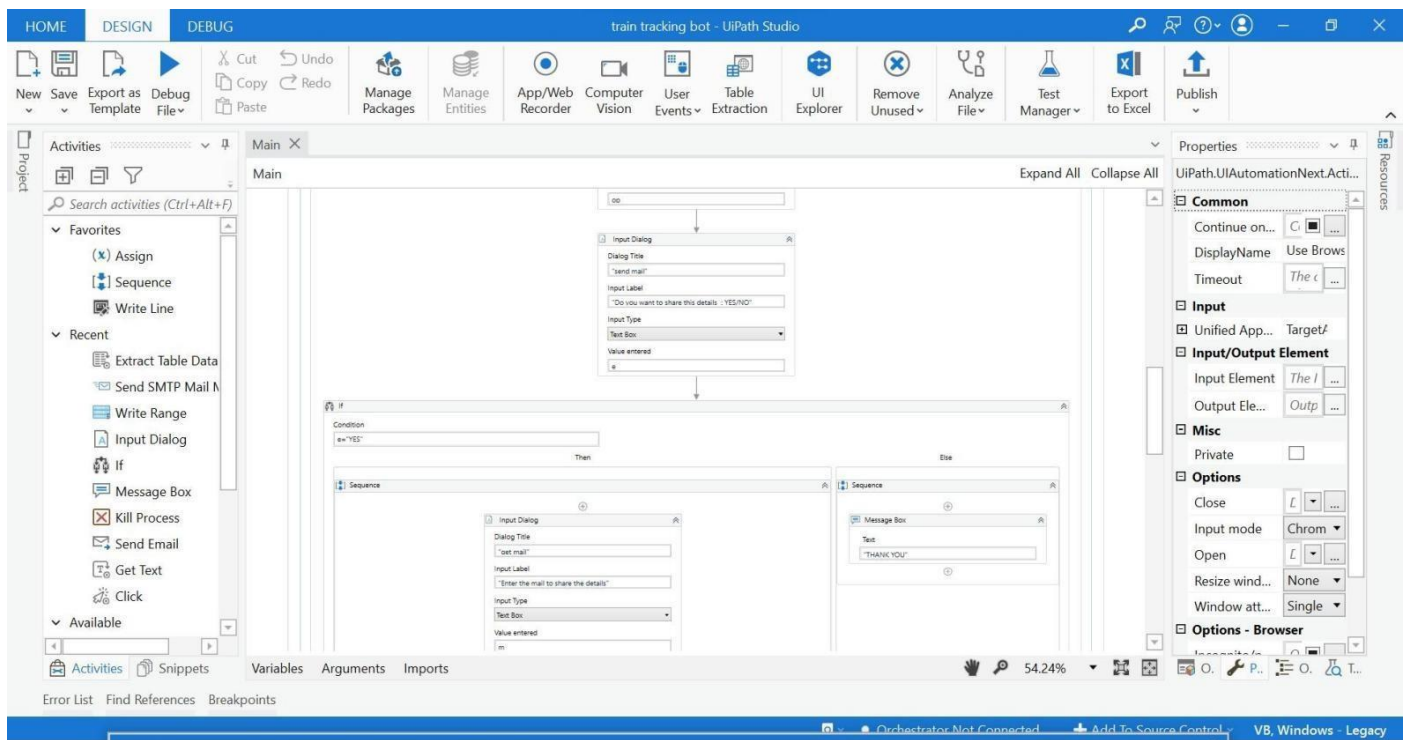 HOME DESIGN DEBUG train tracking bot - UiPath Studio
New Save Export as Template Debug File
Cut Copy Paste Undo Redo
Manage Packages Manage Entities App/Web Recorder Computer Vision User Events Table Extraction UI Explorer Remove Unused Analyze File Test Manager Export to Excel Publish
Project
Activities
Search activities (Ctrl+Alt+F)
Favorites
Assign
Sequence
Write Line
Recent
Extract Table Data
Send SMTP Mail
Write Range
Input Dialog
If
Message Box
Kill Process
Send Email
Get Text
Click
Available
Activities Snippets
Main
Main Expand All Collapse All
Input Dialog
Dialog Title
"send mail"
Input Label
"Do you want to share this details : YES/NO"
Input Type
Text Box
Value entered
e
If
Condition
e="YES"
Then Else
Sequence
Input Dialog
Dialog Title
Input Label
"Enter the mail to share the details"
Input Type
Text Box
Value entered
m
Sequence
Message Box
Text
"THANK YOU"
Variables Arguments Imports 54.24%
Properties
UiPath.UIAutomationNext.Acti...
Common
Continue on... ...
DisplayName Use Brows
Timeout The ...
Input
Unified App... Target
Input/Output Element
Input Element The I ...
Output Ele... Outp ...
Misc
Private
Options
Close ...
Input mode Chrom
Open ...
Resize wind... None
Window att... Single
Options - Browser
O. P.. O. T...
Resources
Error List Find References Breakpoints
Orchestrator Not Connected Add To Source Control VB, Windows - Legacy